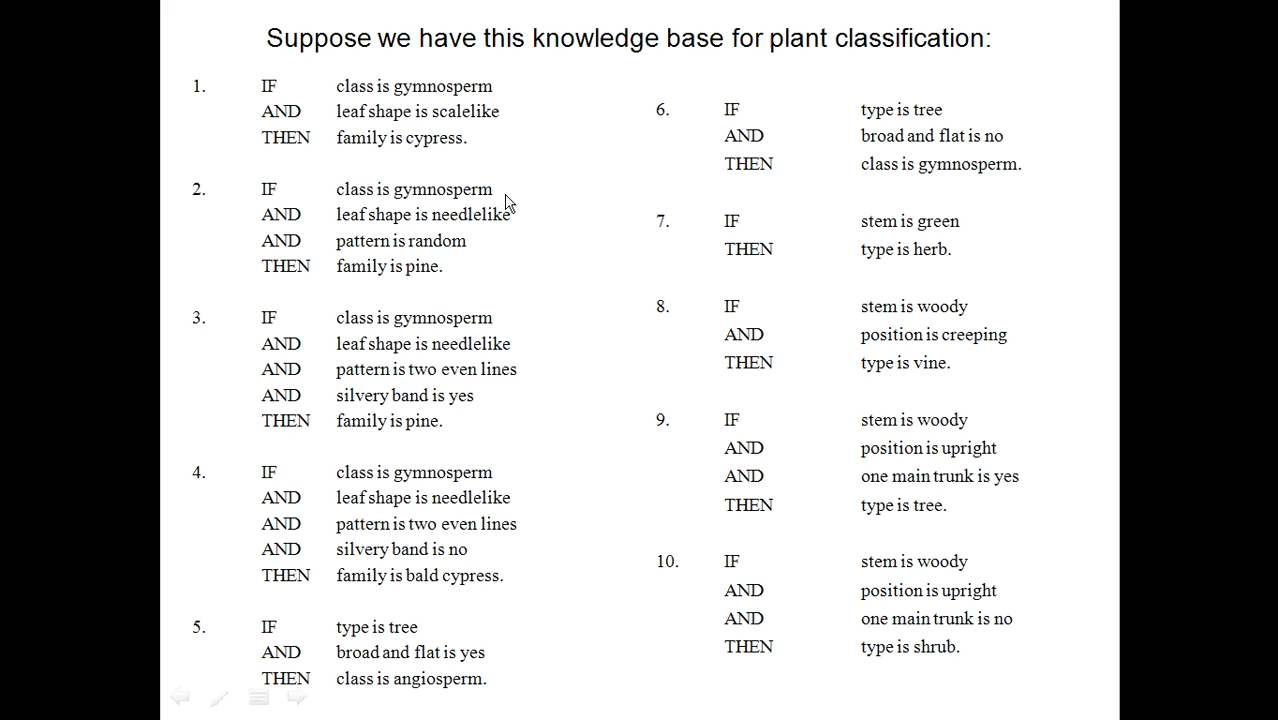 Suppose we have this knowledge base for plant classification:
1. IF class is gymnosperm
AND leaf shape is scalelike
THEN family is cypress.
2. IF class is gymnosperm
AND leaf shape is needlelike
AND pattern is random
THEN family is pine.
3. IF class is gymnosperm
AND leaf shape is needlelike
AND pattern is two even lines
AND silvery band is yes
THEN family is pine.
4. IF class is gymnosperm
AND leaf shape is needlelike
AND pattern is two even lines
AND silvery band is no
THEN family is bald cypress.
5. IF type is tree
AND broad and flat is yes
THEN class is angiosperm.
6. IF type is tree
AND broad and flat is no
THEN class is gymnosperm.
7. IF stem is green
THEN type is herb.
8. IF stem is woody
AND position is creeping
THEN type is vine.
9. IF stem is woody
AND position is upright
AND one main trunk is yes
THEN type is tree.
10. IF stem is woody
AND position is upright
AND one main trunk is no
THEN type is shrub.